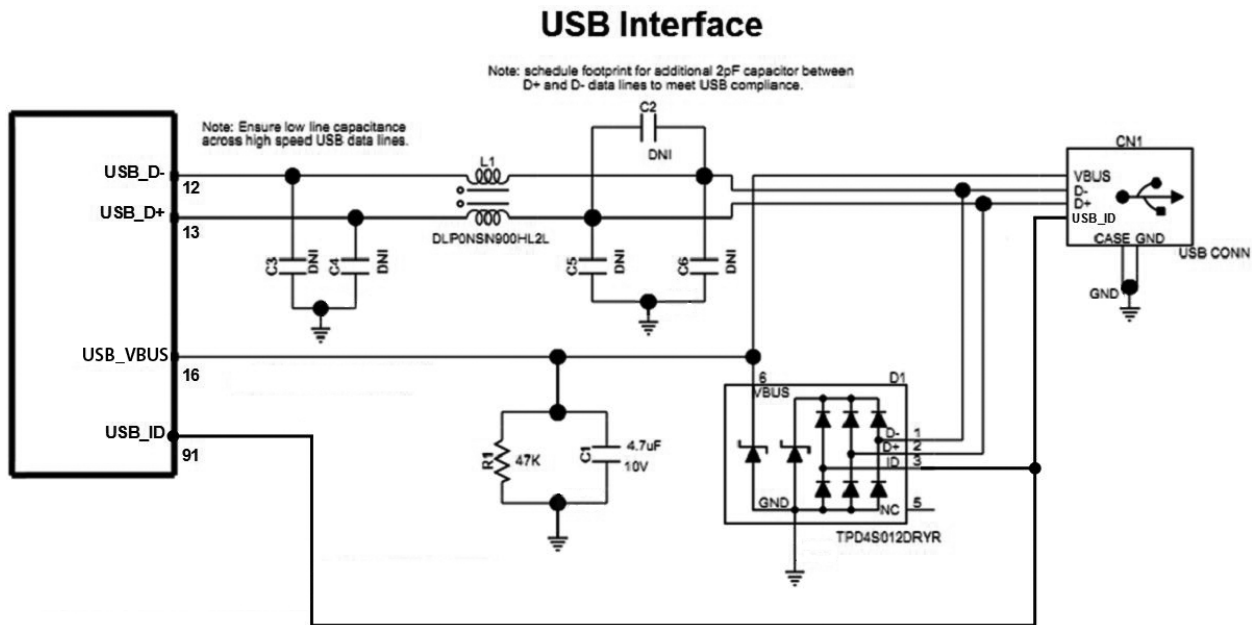 USB Interface
Note: schedule footprint for additional 2pF capacitor between
D+ and D- data lines to meet USB compliance.
C2
DNI
Note: Ensure low line capacitance
across high speed USB data lines.
CN1
L1
USB_D-
12
VBUS
D-
D+
USB_ID
USB_D+
13
DLP0NSN900HL2L
CASE GND
USB CONN
C3
DNI
C4
DNI
C5
DNI
C6
DNI
GND
USB_VBUS
16
6
D1
VBUS
USB_ID
91
R1
47K
C1
4.7uF
10V
D- 1
D+ 2
ID 3
GND
NC 5
TPD4S012DRYR